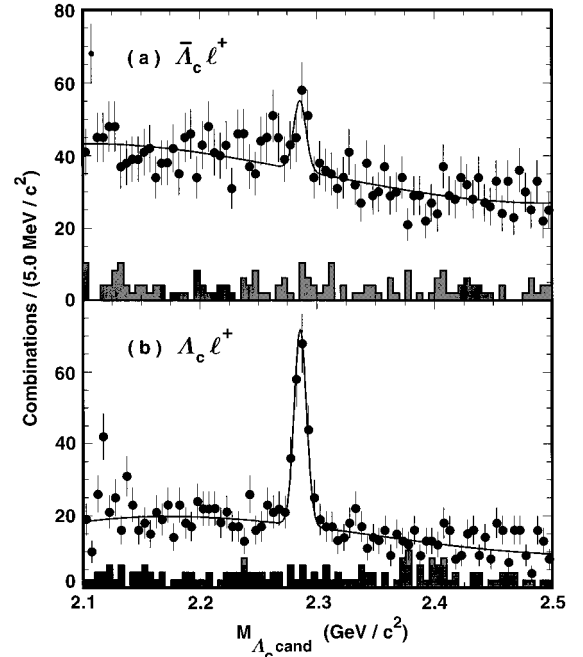 80
60
40
20
0
(a) Λ̄c ℓ+
Combinations / (5.0 MeV / c²)
60
40
20
0
(b) Λc ℓ+
2.1 2.2 2.3 2.4 2.5
MΛc cand (GeV / c²)